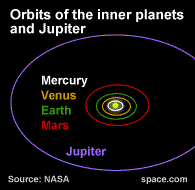 Orbits of the inner planets
and Jupiter
Mercury
Venus
Earth
Mars
Jupiter
Source: NASA
space.com